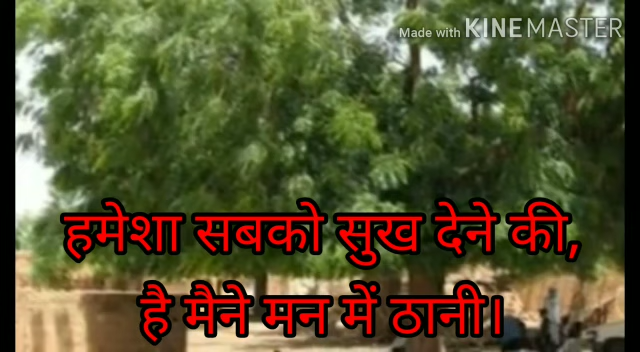 Made with KINEMASTER
हमेशा सबको सुख देने की,
है मैने मन में ठानी।